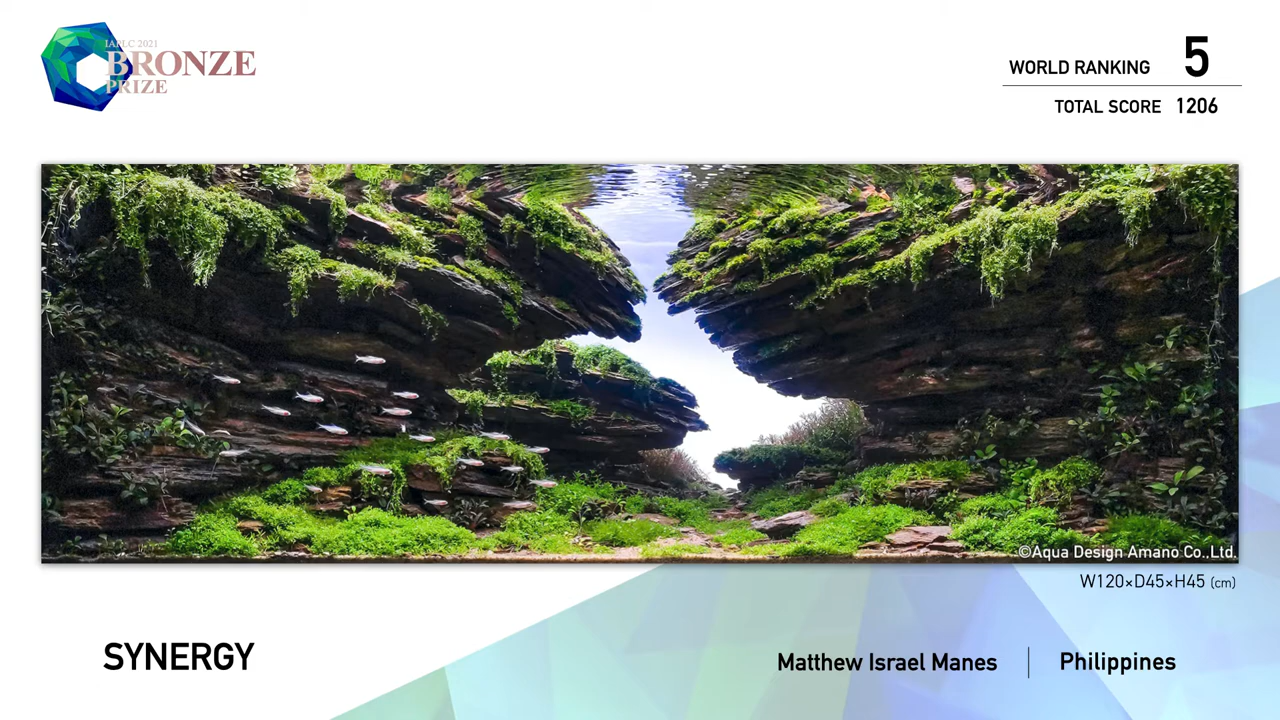 IAPLC 2021
BRONZE
PRIZE
WORLD RANKING 5
TOTAL SCORE 1206
©Aqua Design Amano Co.,Ltd.
W120×D45×H45 (cm)
SYNERGY
Matthew Israel Manes | Philippines